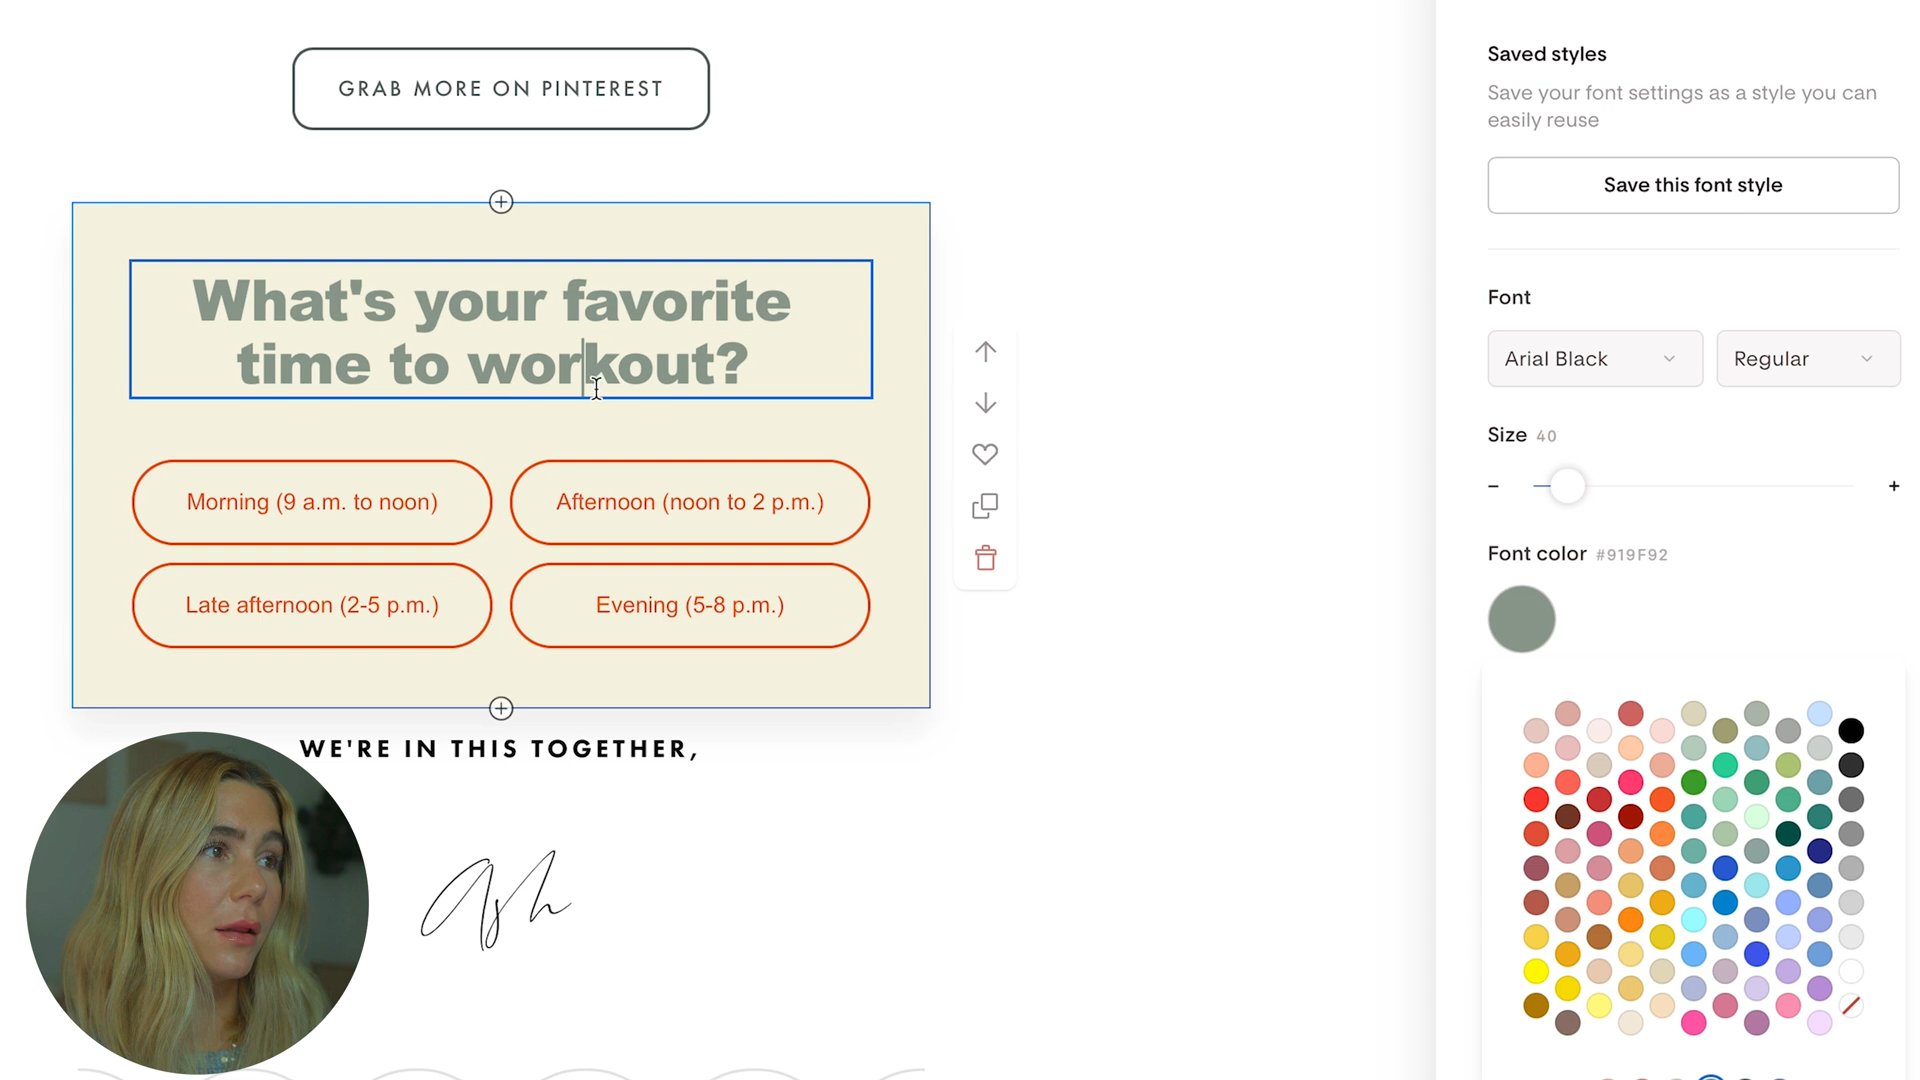 GRAB MORE ON PINTEREST
What's your favorite
time to workout?
Morning (9 a.m. to noon)
Afternoon (noon to 2 p.m.)
Late afternoon (2-5 p.m.)
Evening (5-8 p.m.)
WE'RE IN THIS TOGETHER,
Ash
Saved styles
Save your font settings as a style you can
easily reuse
Save this font style
Font
Arial Black
Regular
Size 40
Font color #919F92